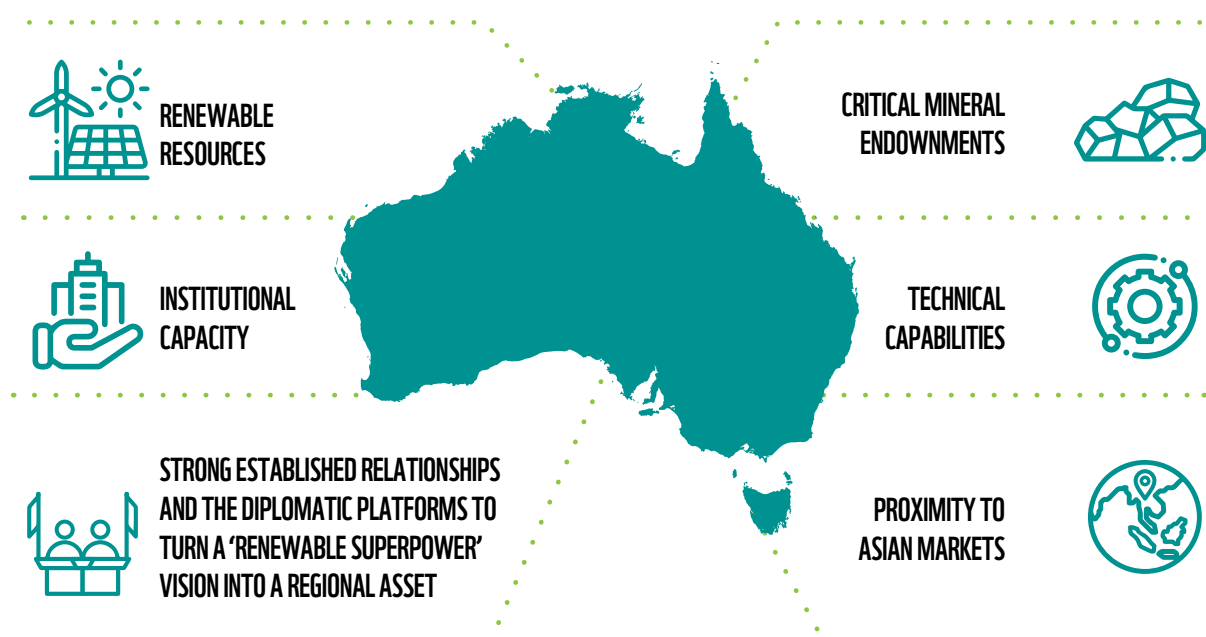 RENEWABLE
RESOURCES
CRITICAL MINERAL
ENDOWNMENTS
INSTITUTIONAL
CAPACITY
TECHNICAL
CAPABILITIES
STRONG ESTABLISHED RELATIONSHIPS
AND THE DIPLOMATIC PLATFORMS TO
TURN A ‘RENEWABLE SUPERPOWER’
VISION INTO A REGIONAL ASSET
PROXIMITY TO
ASIAN MARKETS